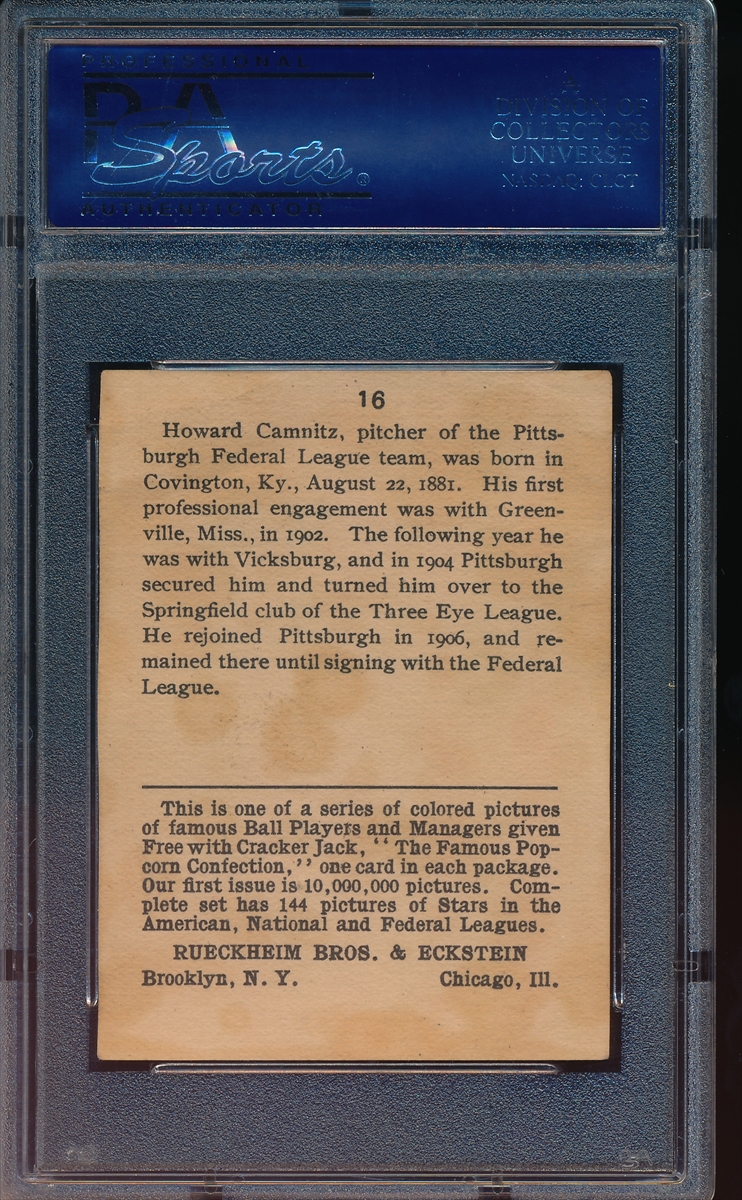 PROFESSIONAL
PSA
Sports®
AUTHENTICATOR
A
DIVISION OF
COLLECTORS
UNIVERSE
NASDAQ: CLCT
16
Howard Camnitz, pitcher of the Pitts-
burgh Federal League team, was born in
Covington, Ky., August 22, 1881. His first
professional engagement was with Green-
ville, Miss., in 1902. The following year he
was with Vicksburg, and in 1904 Pittsburgh
secured him and turned him over to the
Springfield club of the Three Eye League.
He rejoined Pittsburgh in 1906, and re-
mained there until signing with the Federal
League.
This is one of a series of colored pictures
of famous Ball Players and Managers given
Free with Cracker Jack, “The Famous Pop-
corn Confection,” one card in each package.
Our first issue is 10,000,000 pictures. Com-
plete set has 144 pictures of Stars in the
American, National and Federal Leagues.
RUECKHEIM BROS. & ECKSTEIN
Brooklyn, N. Y. Chicago, Ill.